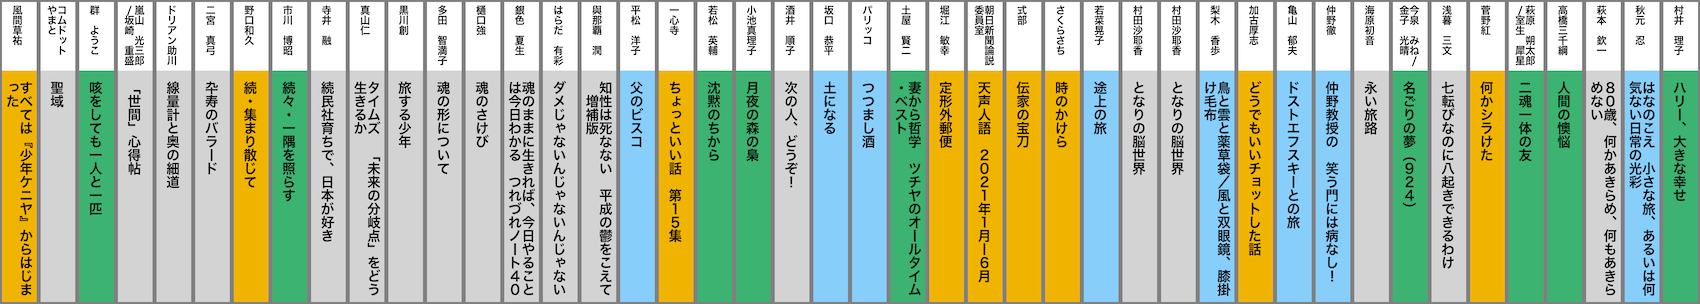 村井　理子
ハリー、大きな幸せ
秋元　忍
はなのこえ　小さな旅、あるいは何
気ない日常の光彩
萩本　欽一
８０歳、何かあきらめ、何もあきら
めない
高橋三千綱
人間の懊悩
萩原　朔太郎
/室生　犀星
二魂一体の友
菅野紅
何かシラけた
浅暮　三文
七転びなのに八起きできるわけ
今泉　みね/
金子　光晴
名ごりの夢（９２４）
海原初音
永い旅路
仲野徹
仲野教授の　笑う門には病なし！
亀山　郁夫
ドストエフスキーとの旅
加古厚志
どうでもいいチョットした話
梨木　香歩
鳥と雲と薬草袋／風と双眼鏡、膝掛
け毛布
村田沙耶香
となりの脳世界
村田沙耶香
となりの脳世界
若菜晃子
途上の旅
さくらさち
時のかけら
式部
伝家の宝刀
朝日新聞論説
委員室
天声人語　２０２１年１月ー６月
堀江　敏幸
定形外郵便
土屋　賢二
妻から哲学　ツチヤのオールタイム
・ベスト
パリッコ
つつまし酒
坂口　恭平
土になる
酒井　順子
次の人、どうぞ！
小池真理子
月夜の森の梟
若松　英輔
沈黙のちから
一心寺
ちょっといい話　第１５集
平松　洋子
父のビスコ
與那覇　潤
知性は死なない　平成の鬱をこえて
　増補版
はらだ　有彩
ダメじゃないんじゃないんじゃない
銀色　夏生
魂のままに生きれば、今日やること
は今日わかる　つれづれノート４０
樋口強
魂のさけび
多田　智満子
魂の形について
黒川創
旅する少年
真山仁
タイムズ　「未来の分岐点」をどう
生きるか
寺井　融
続民社育ちで、日本が好き
市川　博昭
続々・一隅を照らす
野口和久
続・集まり散じて
二宮　真弓
卒寿のバラード
ドリアン助川
線量計と奥の細道
嵐山　光三郎
/坂崎　重盛
「世間」心得帖
群　ようこ
咳をしても一人と一匹
コムドット
やまと
聖域
風間草祐
すべては『少年ケニヤ』からはじま
った